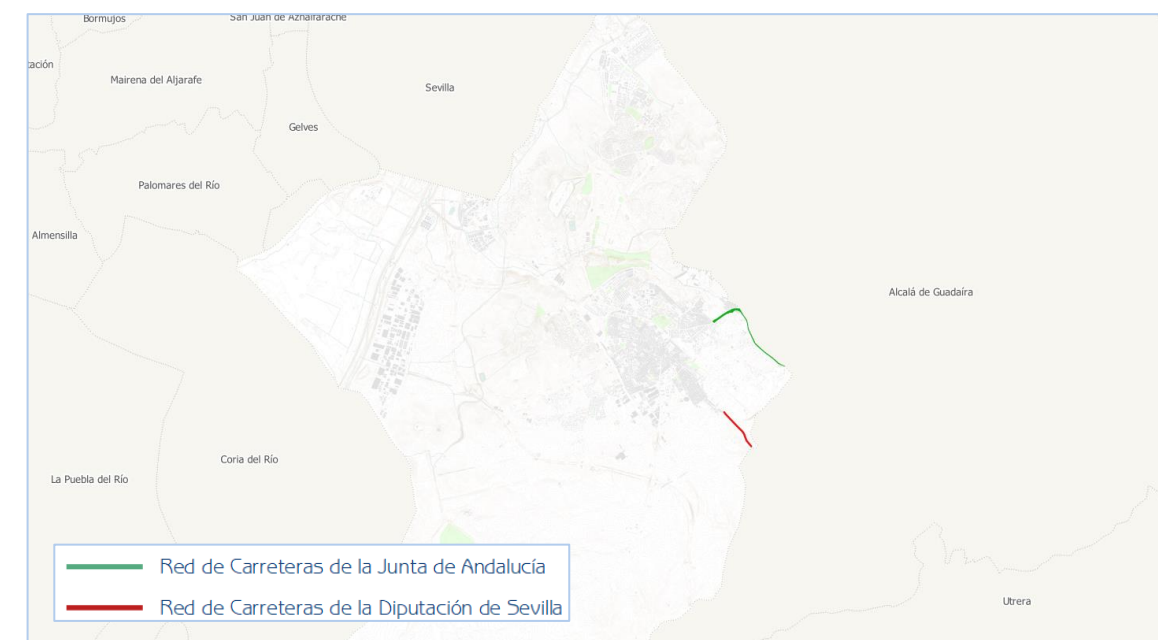 Bormujos
San Juan de Aznalfarache
tación
Mairena del Aljarafe
Sevilla
Gelves
Palomares del Río
Almensilla
Alcalá de Guadaíra
Coria del Río
La Puebla del Río
Utrera
Red de Carreteras de la Junta de Andalucía
Red de Carreteras de la Diputación de Sevilla